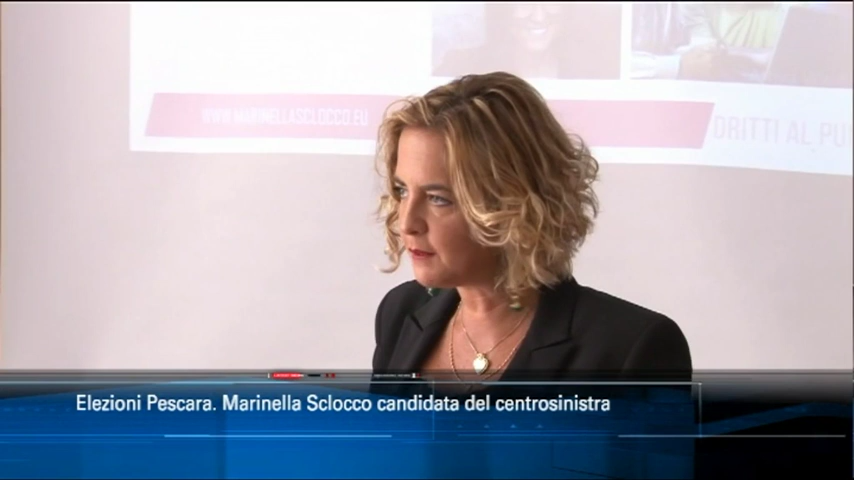 WWW.MARINELLASCLOCCO.EU
DRITTI AL PU
Elezioni Pescara. Marinella Sclocco candidata del centrosinistra